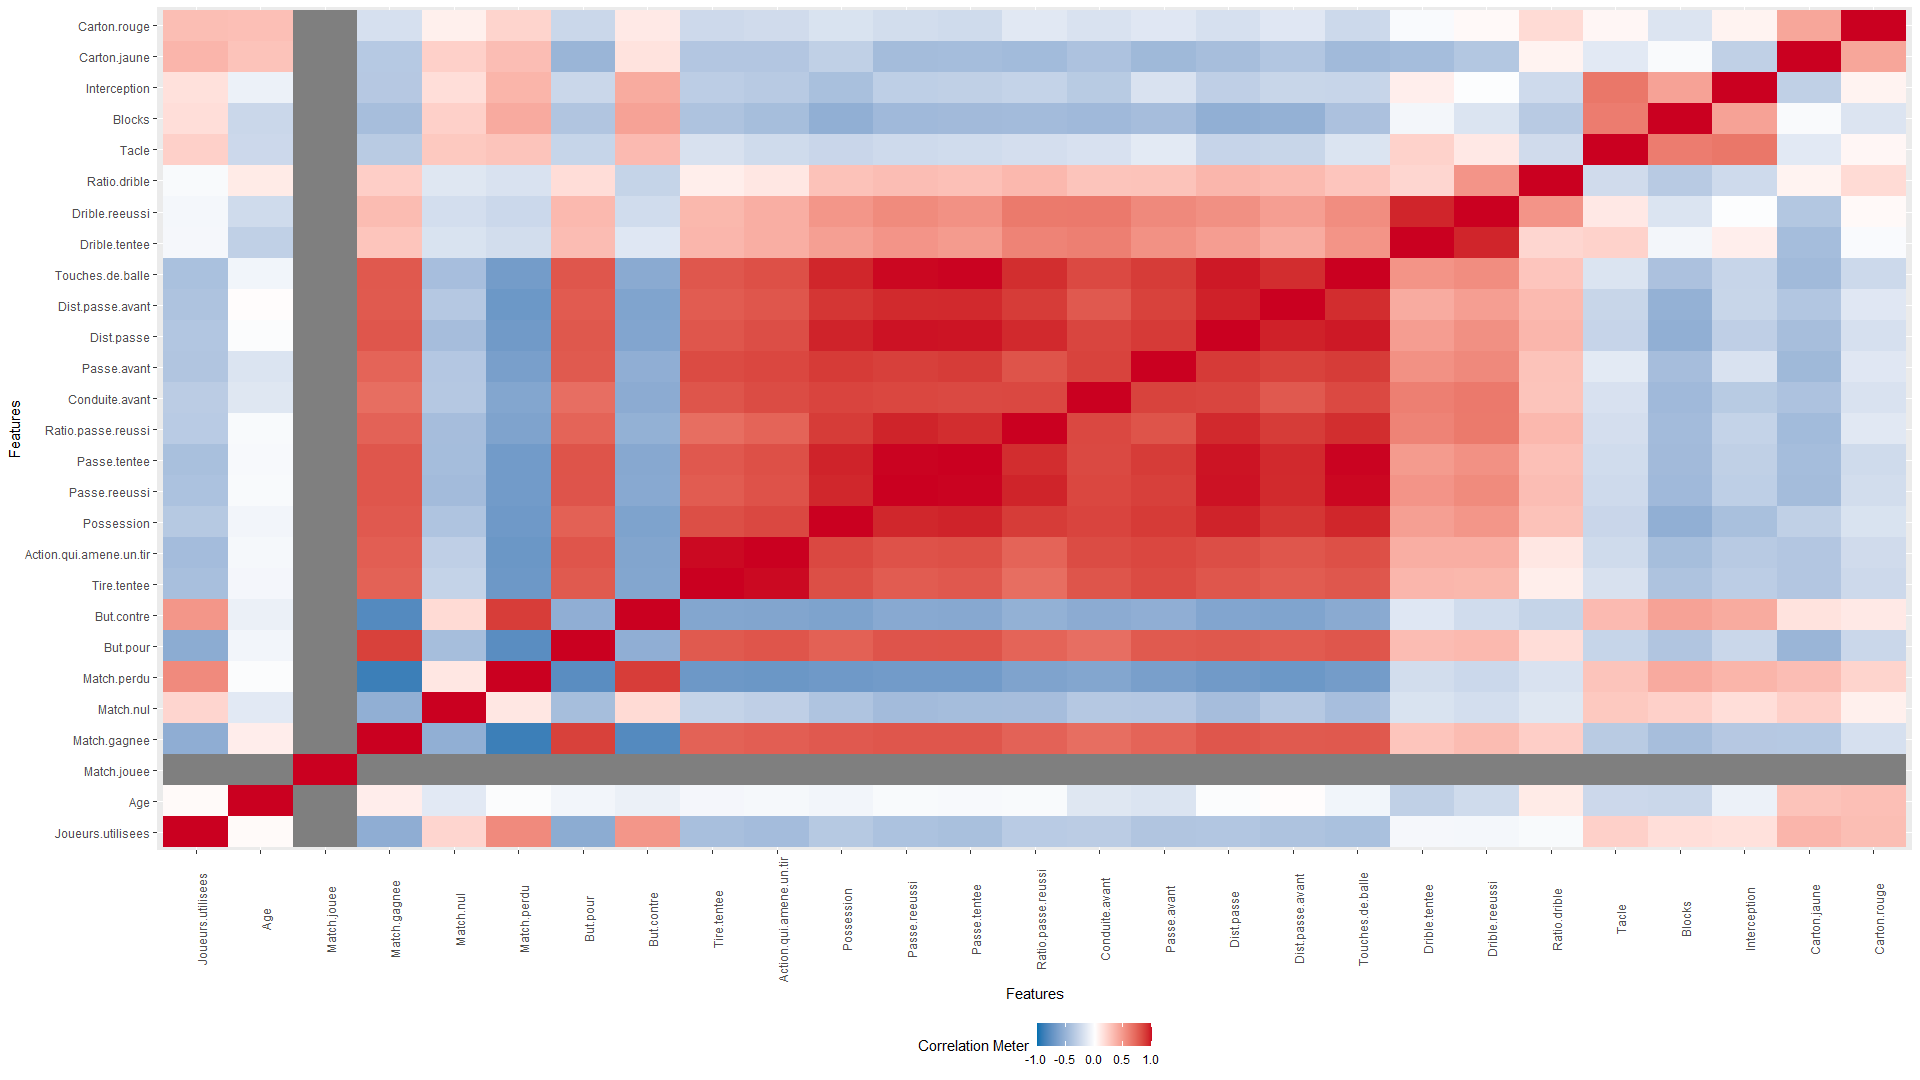 Carton.rouge
Carton.jaune
Interception
Blocks
Tacle
Ratio.drible
Drible.reeussi
Drible.tentee
Touches.de.balle
Dist.passe.avant
Dist.passe
Passe.avant
Conduite.avant
Ratio.passe.reussi
Passe.tentee
Passe.reeussi
Possession
Action.qui.amene.un.tir
Tire.tentee
But.contre
But.pour
Match.perdu
Match.nul
Match.gagnee
Match.jouee
Age
Joueurs.utilisees
Features
Joueurs.utilisees
Age
Match.jouee
Match.gagnee
Match.nul
Match.perdu
But.pour
But.contre
Tire.tentee
Action.qui.amene.un.tir
Possession
Passe.reeussi
Passe.tentee
Ratio.passe.reeussi
Conduite.avant
Passe.avant
Dist.passe
Dist.passe.avant
Touches.de.balle
Drible.tentee
Drible.reeussi
Ratio.drible
Tacle
Blocks
Interception
Carton.jaune
Carton.rouge
Features
Correlation Meter
-1.0 -0.5 0.0 0.5 1.0